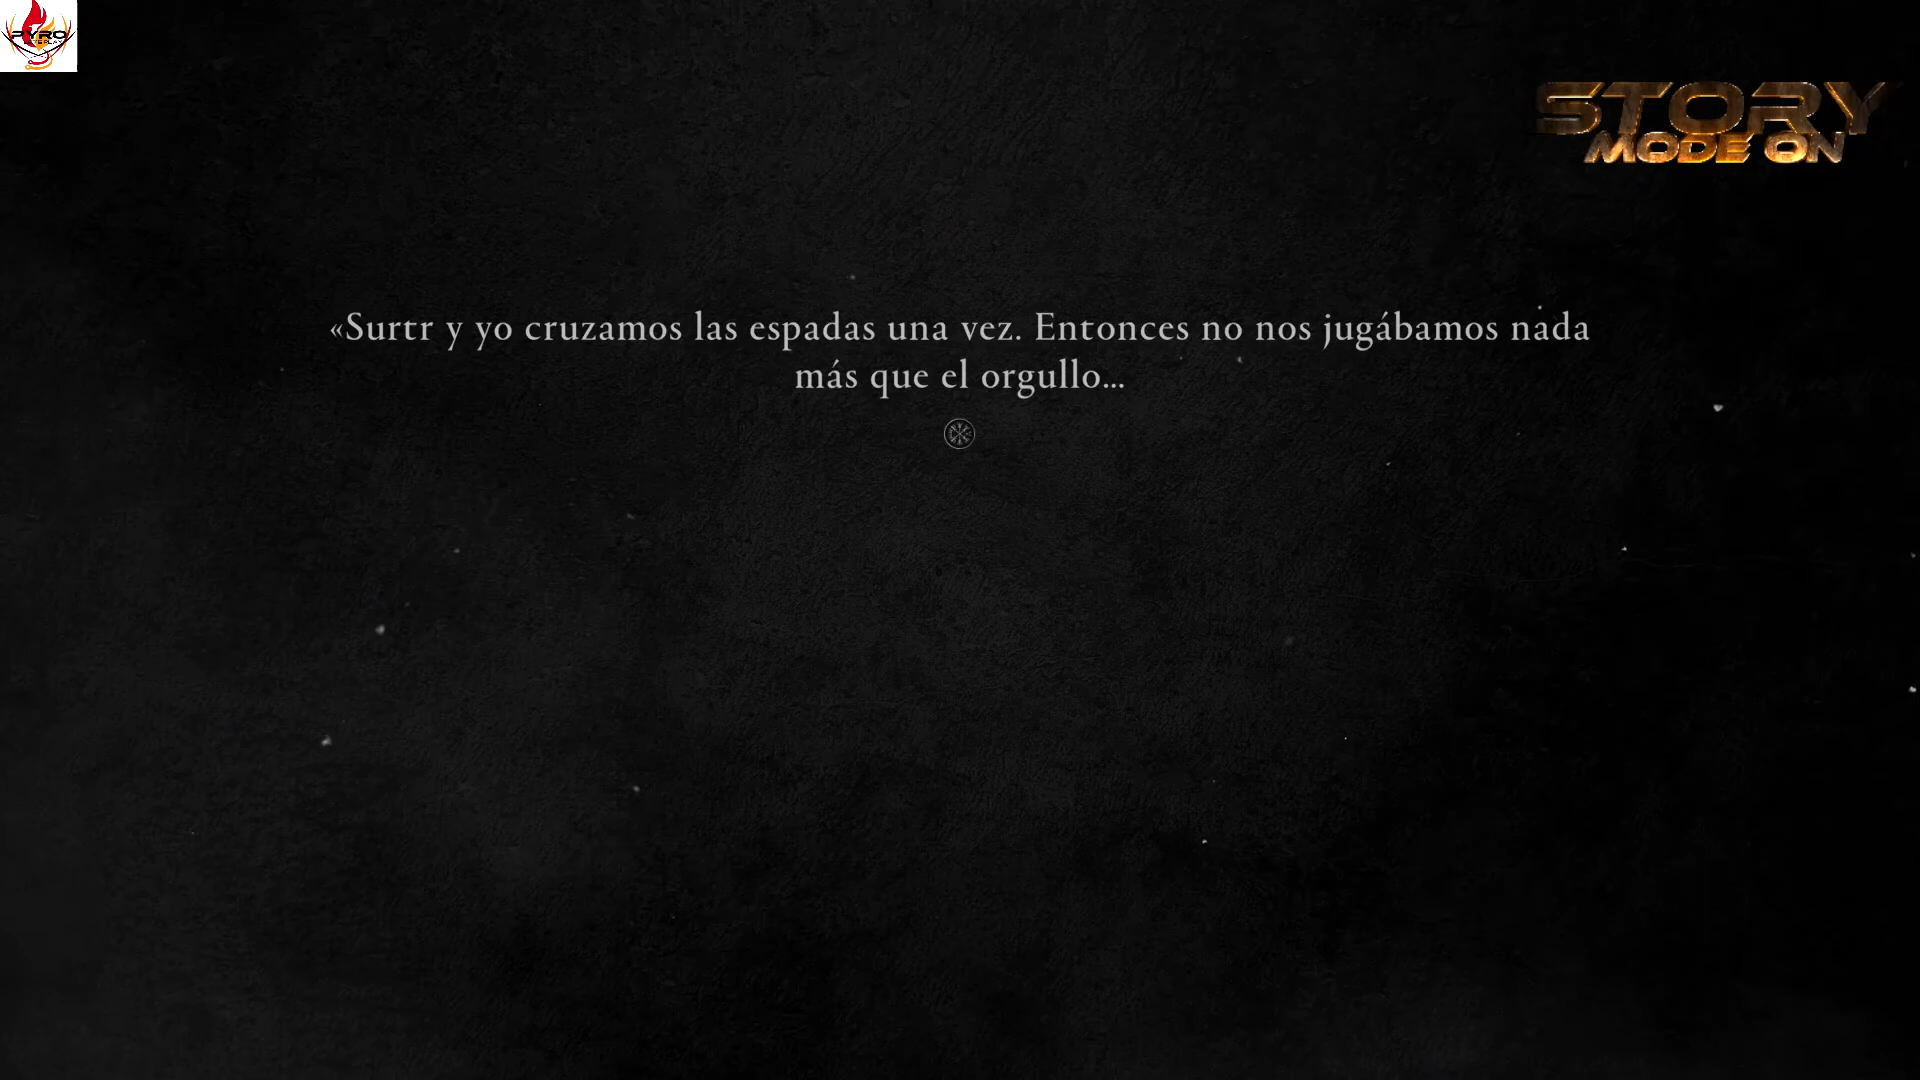 PYRO
STORY
MODE ON
«Surtr y yo cruzamos las espadas una vez. Entonces no nos jugábamos nada
más que el orgullo...